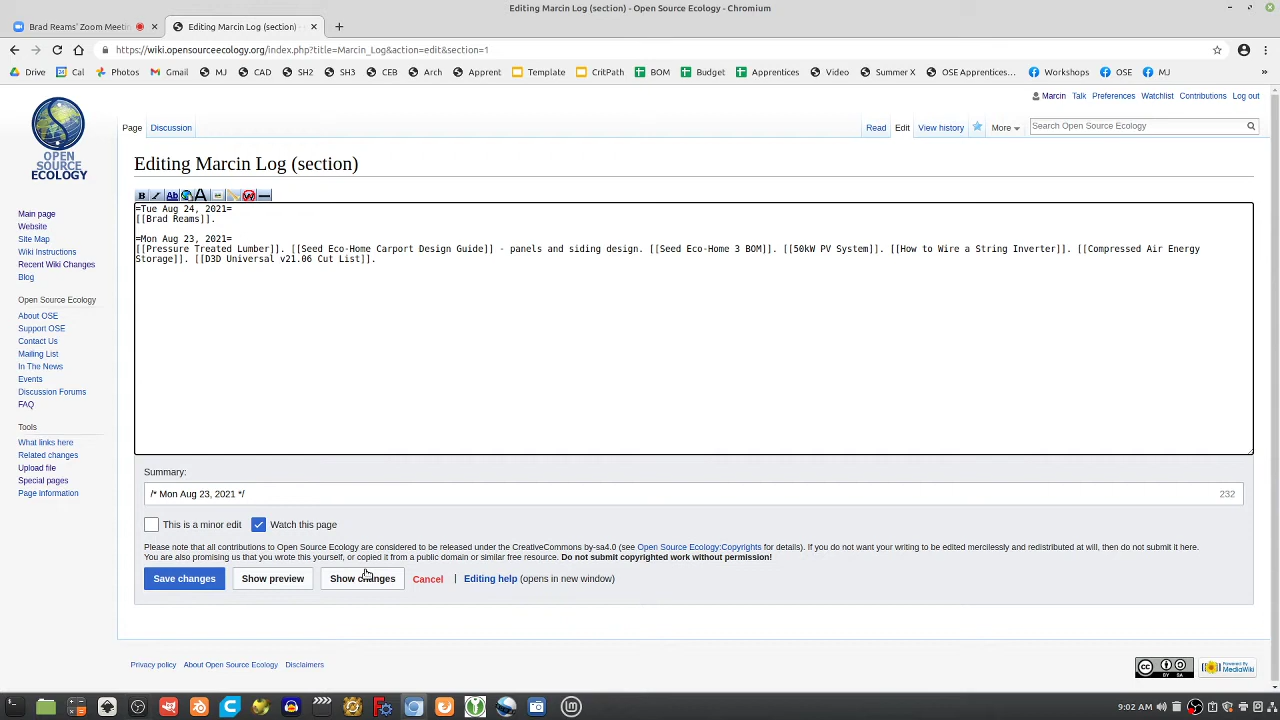 Editing Marcin Log (section) - Open Source Ecology - Chromium
Brad Reams' Zoom Meeti
Editing Marcin Log (section) -
https://wiki.opensourceecology.org/index.php?title=Marcin_Log&action=edit&section=1
Drive Cal Photos Gmail MJ CAD SH2 SH3 CEB Arch Apprent Template CritPath BOM Budget Apprentices Video Summer X OSE Apprentices… Workshops OSE MJ »
Marcin Talk Preferences Watchlist Contributions Log out
Page Discussion Read Edit View history More Search Open Source Ecology
OPEN
SOURCE
ECOLOGY
Editing Marcin Log (section)
B I Ab A
=Tue Aug 24, 2021=
[[Brad Reams]].
=Mon Aug 23, 2021=
[[Pressure Treated Lumber]]. [[Seed Eco-Home Carport Design Guide]] - panels and siding design. [[Seed Eco-Home 3 BOM]]. [[50kW PV System]]. [[How to Wire a String Inverter]]. [[Compressed Air Energy
Storage]]. [[D3D Universal v21.06 Cut List]].
Main page
Website
Site Map
Wiki Instructions
Recent Wiki Changes
Blog
Open Source Ecology
About OSE
Support OSE
Contact Us
Mailing List
In The News
Events
Discussion Forums
FAQ
Tools
What links here
Related changes
Upload file
Special pages
Page information
Summary:
/* Mon Aug 23, 2021 */ 232
This is a minor edit Watch this page
Please note that all contributions to Open Source Ecology are considered to be released under the CreativeCommons by-sa4.0 (see Open Source Ecology:Copyrights for details). If you do not want your writing to be edited mercilessly and redistributed at will, then do not submit it here.
You are also promising us that you wrote this yourself, or copied it from a public domain or similar free resource. Do not submit copyrighted work without permission!
Save changes Show preview Show changes Cancel | Editing help (opens in new window)
Privacy policy About Open Source Ecology Disclaimers
CC BY SA
Powered By MediaWiki
9:02 AM